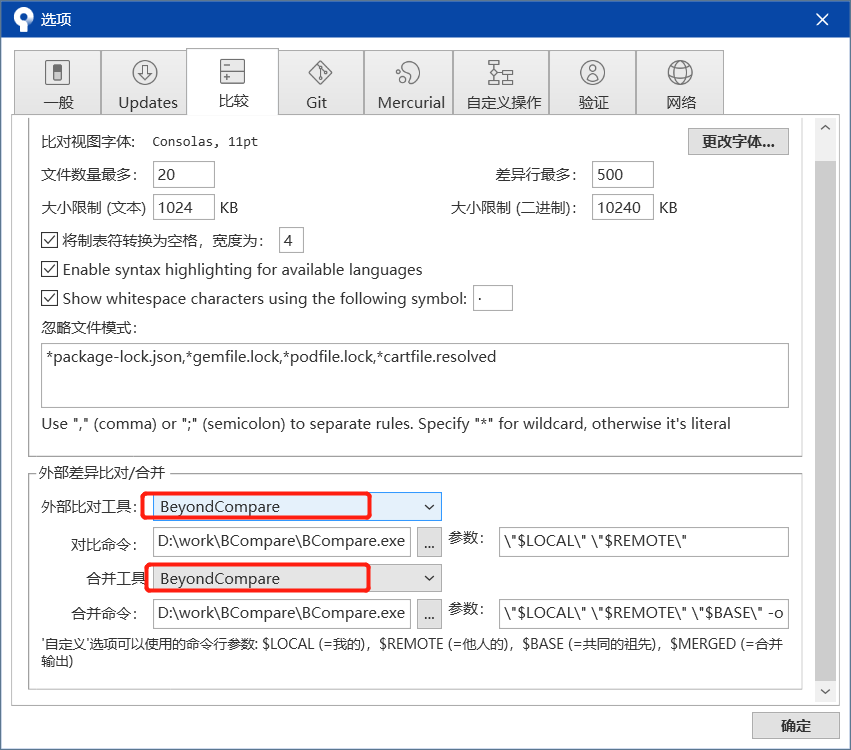 选项
一般 Updates 比较 Git Mercurial 自定义操作 验证 网络
比对视图字体: Consolas, 11pt 更改字体...
文件数量最多: 20 差异行最多: 500
大小限制 (文本) 1024 KB 大小限制 (二进制): 10240 KB
将制表符转换为空格，宽度为: 4
Enable syntax highlighting for available languages
Show whitespace characters using the following symbol: ·
忽略文件模式:
*package-lock.json,*gemfile.lock,*podfile.lock,*cartfile.resolved
Use "," (comma) or ";" (semicolon) to separate rules. Specify "*" for wildcard, otherwise it's literal
外部差异比对/合并
外部比对工具: BeyondCompare
对比命令: D:\work\BCompare\BCompare.exe ... 参数: \"$LOCAL\" \"$REMOTE\"
合并工具 BeyondCompare
合并命令: D:\work\BCompare\BCompare.exe ... 参数: \"$LOCAL\" \"$REMOTE\" \"$BASE\" -o
'自定义'选项可以使用的命令行参数: $LOCAL (=我的)，$REMOTE (=他人的)，$BASE (=共同的祖先)，$MERGED (=合并
输出)
确定